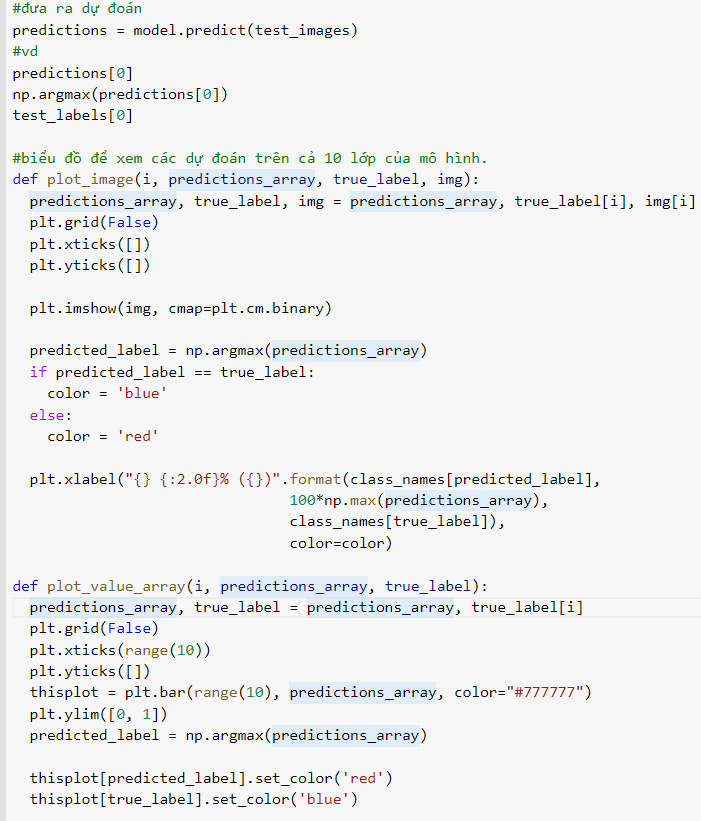 #đưa ra dự đoán
predictions = model.predict(test_images)
#vd
predictions[0]
np.argmax(predictions[0])
test_labels[0]

#biểu đồ để xem các dự đoán trên cả 10 lớp của mô hình.
def plot_image(i, predictions_array, true_label, img):
  predictions_array, true_label, img = predictions_array, true_label[i], img[i]
  plt.grid(False)
  plt.xticks([])
  plt.yticks([])

  plt.imshow(img, cmap=plt.cm.binary)

  predicted_label = np.argmax(predictions_array)
  if predicted_label == true_label:
    color = 'blue'
  else:
    color = 'red'

  plt.xlabel("{} {:2.0f}% ({})".format(class_names[predicted_label],
                                100*np.max(predictions_array),
                                class_names[true_label]),
                                color=color)

def plot_value_array(i, predictions_array, true_label):
  predictions_array, true_label = predictions_array, true_label[i]
  plt.grid(False)
  plt.xticks(range(10))
  plt.yticks([])
  thisplot = plt.bar(range(10), predictions_array, color="#777777")
  plt.ylim([0, 1])
  predicted_label = np.argmax(predictions_array)

  thisplot[predicted_label].set_color('red')
  thisplot[true_label].set_color('blue')